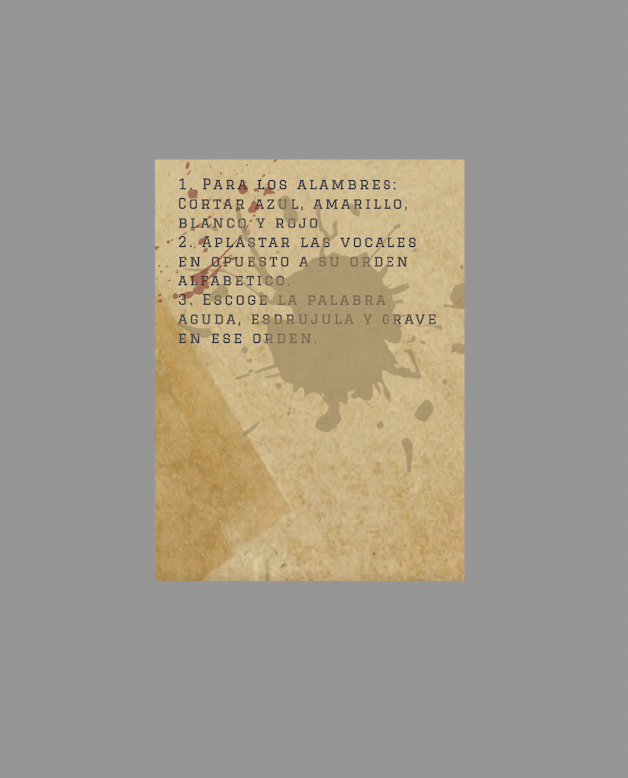 1. Para los alambres:
Cortar azul, amarillo,
blanco y rojo
2. Aplastar las vocales
en opuesto a su orden
alfabetico.
3. Escoge la palabra
aguda, esdrujula y grave
en ese orden.